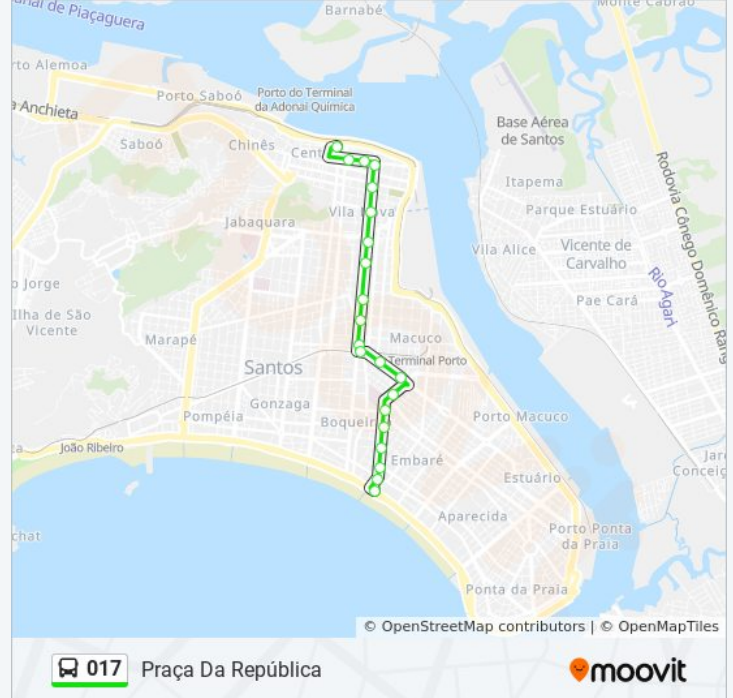 anal de Piaçaguera
Barnabé
Monte Cabrão
rto Alemoa
Porto Saboó
Porto do Terminal
da Adonai Química
a Anchieta
Base Aérea
de Santos
Saboó
Chinês
Cent
Itapema
Rodovia Cônego Domênico Rang
Vila Nova
Parque Estuário
Jabaquara
Vila Alice
Vicente de
Carvalho
o Jorge
Rio Agari
Pae Cará
Ilha de São
Vicente
Marapé
Macuco
Terminal Porto
Santos
Gonzaga
Pompéia
Boqueir
Porto Macuco
João Ribeiro
ta
Embaré
Jar
Conceiç
Estuário
Aparecida
chat
Porto Ponta
da Praia
Ponta da Praia
© OpenStreetMap contributors | © OpenMapTiles
017 Praça Da República
moovit